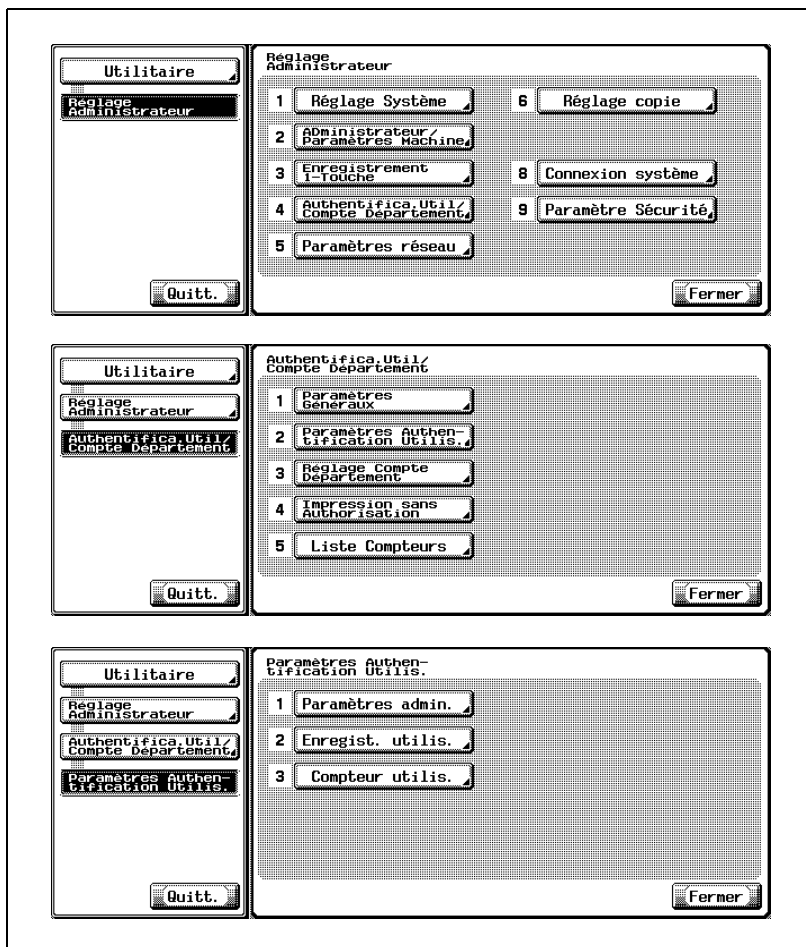 Utilitaire
Réglage
Administrateur
Quitt.
Réglage
Administrateur
1 Réglage Système
6 Réglage copie
2 ADministrateur/
Paramètres Machine
3 Enregistrement
1-Touche
8 Connexion système
4 Authentifica.Util/
Compte Département
9 Paramètre Sécurité
5 Paramètres réseau
Fermer
Utilitaire
Réglage
Administrateur
Authentifica.Util/
Compte Département
Quitt.
Authentifica.Util/
Compte Département
1 Paramètres
Généraux
2 Paramètres Authen-
tification Utilis.
3 Réglage Compte
Département
4 Impression sans
Authorisation
5 Liste Compteurs
Fermer
Utilitaire
Réglage
Administrateur
Authentifica.Util/
Compte Département
Paramètres Authen-
tification Utilis.
Quitt.
Paramètres Authen-
tification Utilis.
1 Paramètres admin.
2 Enregist. utilis.
3 Compteur utilis.
Fermer